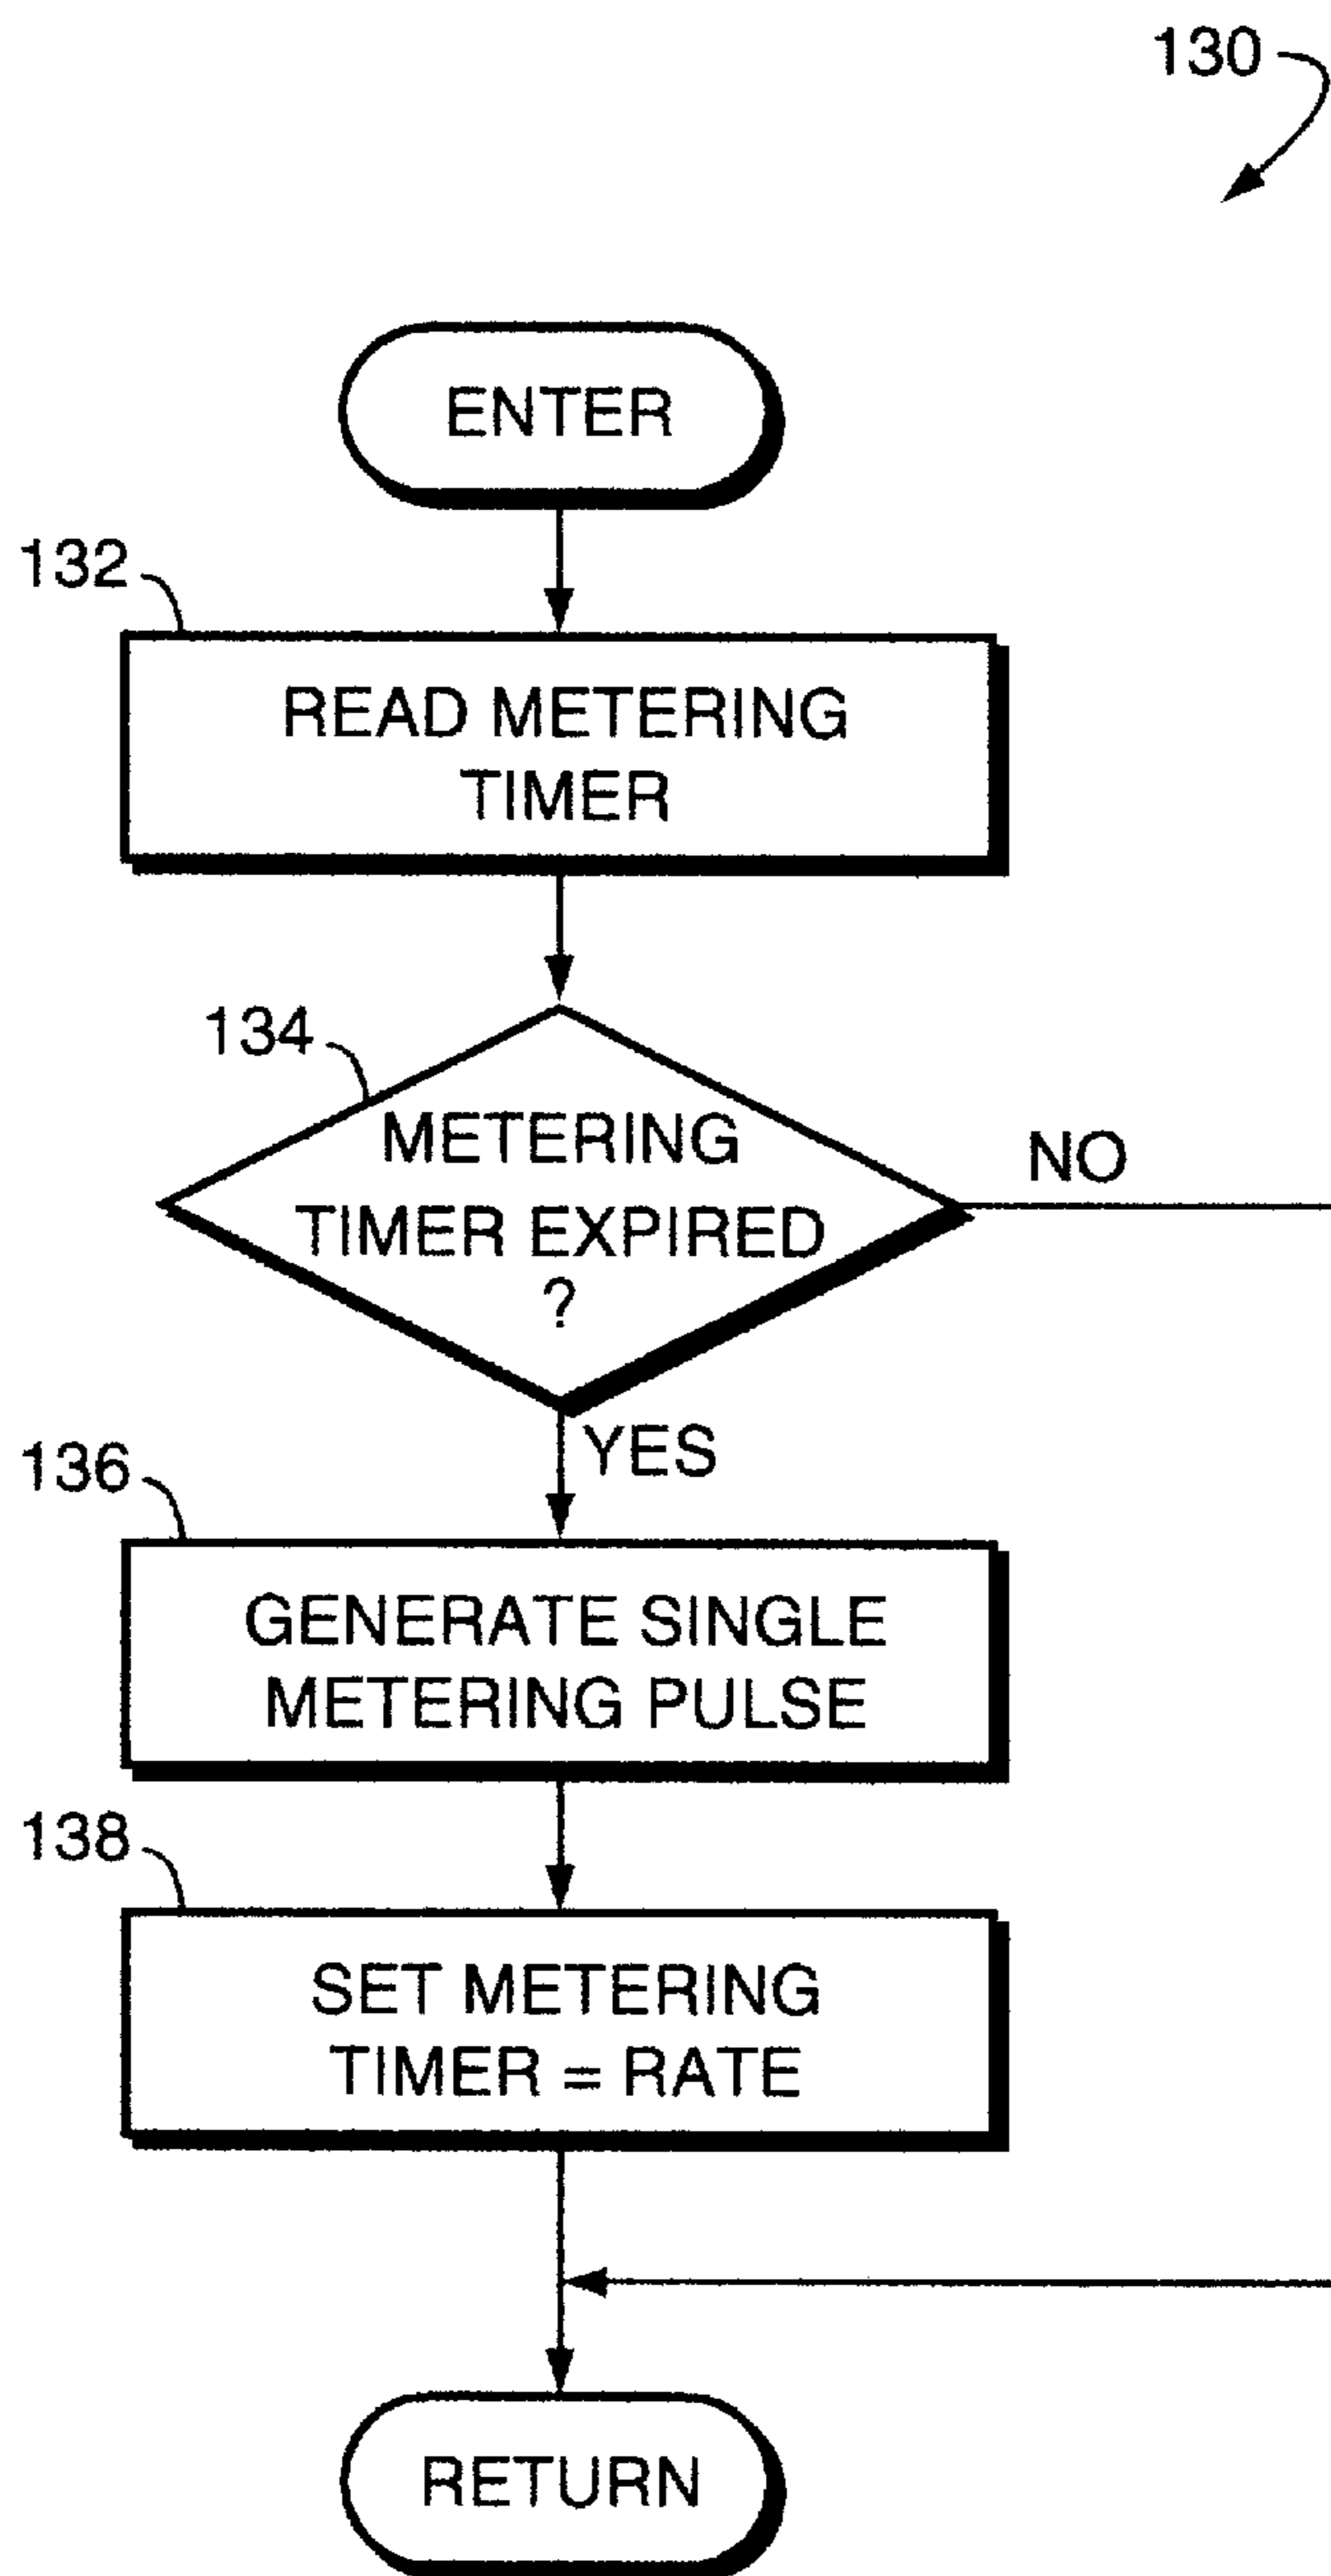 130
ENTER
132
READ METERING
TIMER
134
METERING
TIMER EXPIRED
?
NO
YES
136
GENERATE SINGLE
METERING PULSE
138
SET METERING
TIMER = RATE
RETURN